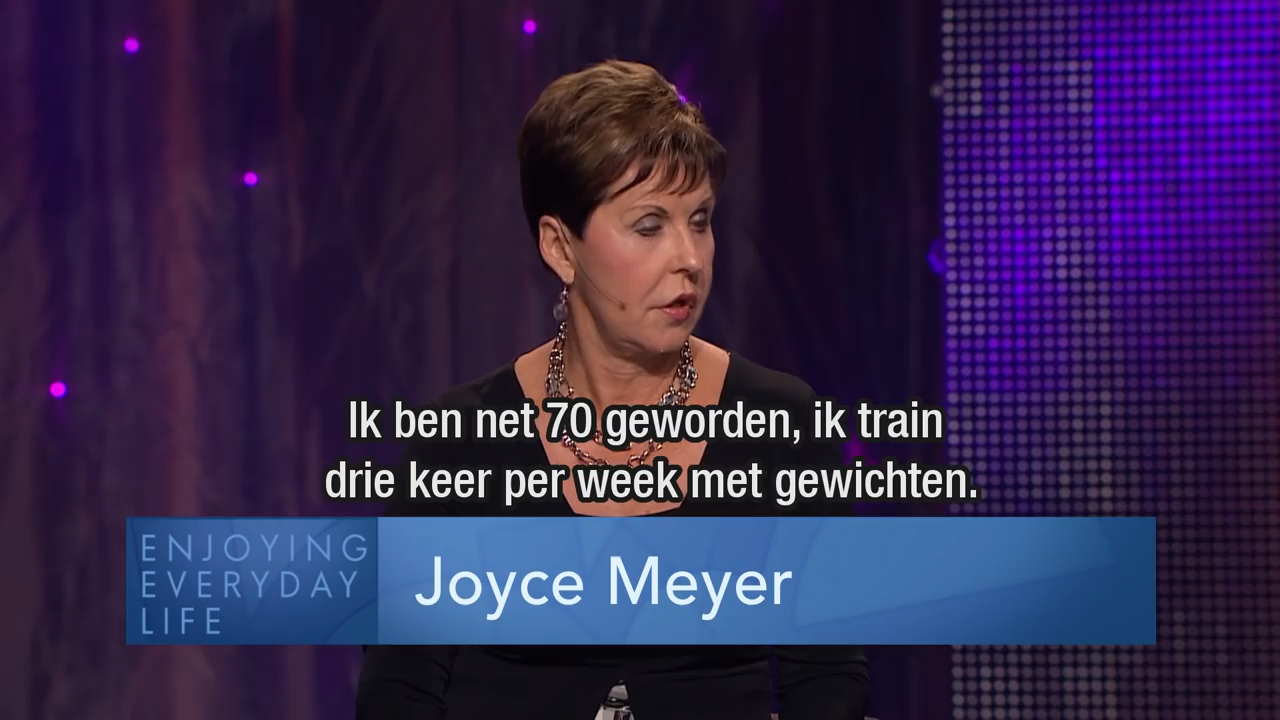 Ik ben net 70 geworden, ik train
drie keer per week met gewichten.
ENJOYING
EVERYDAY
LIFE
Joyce Meyer